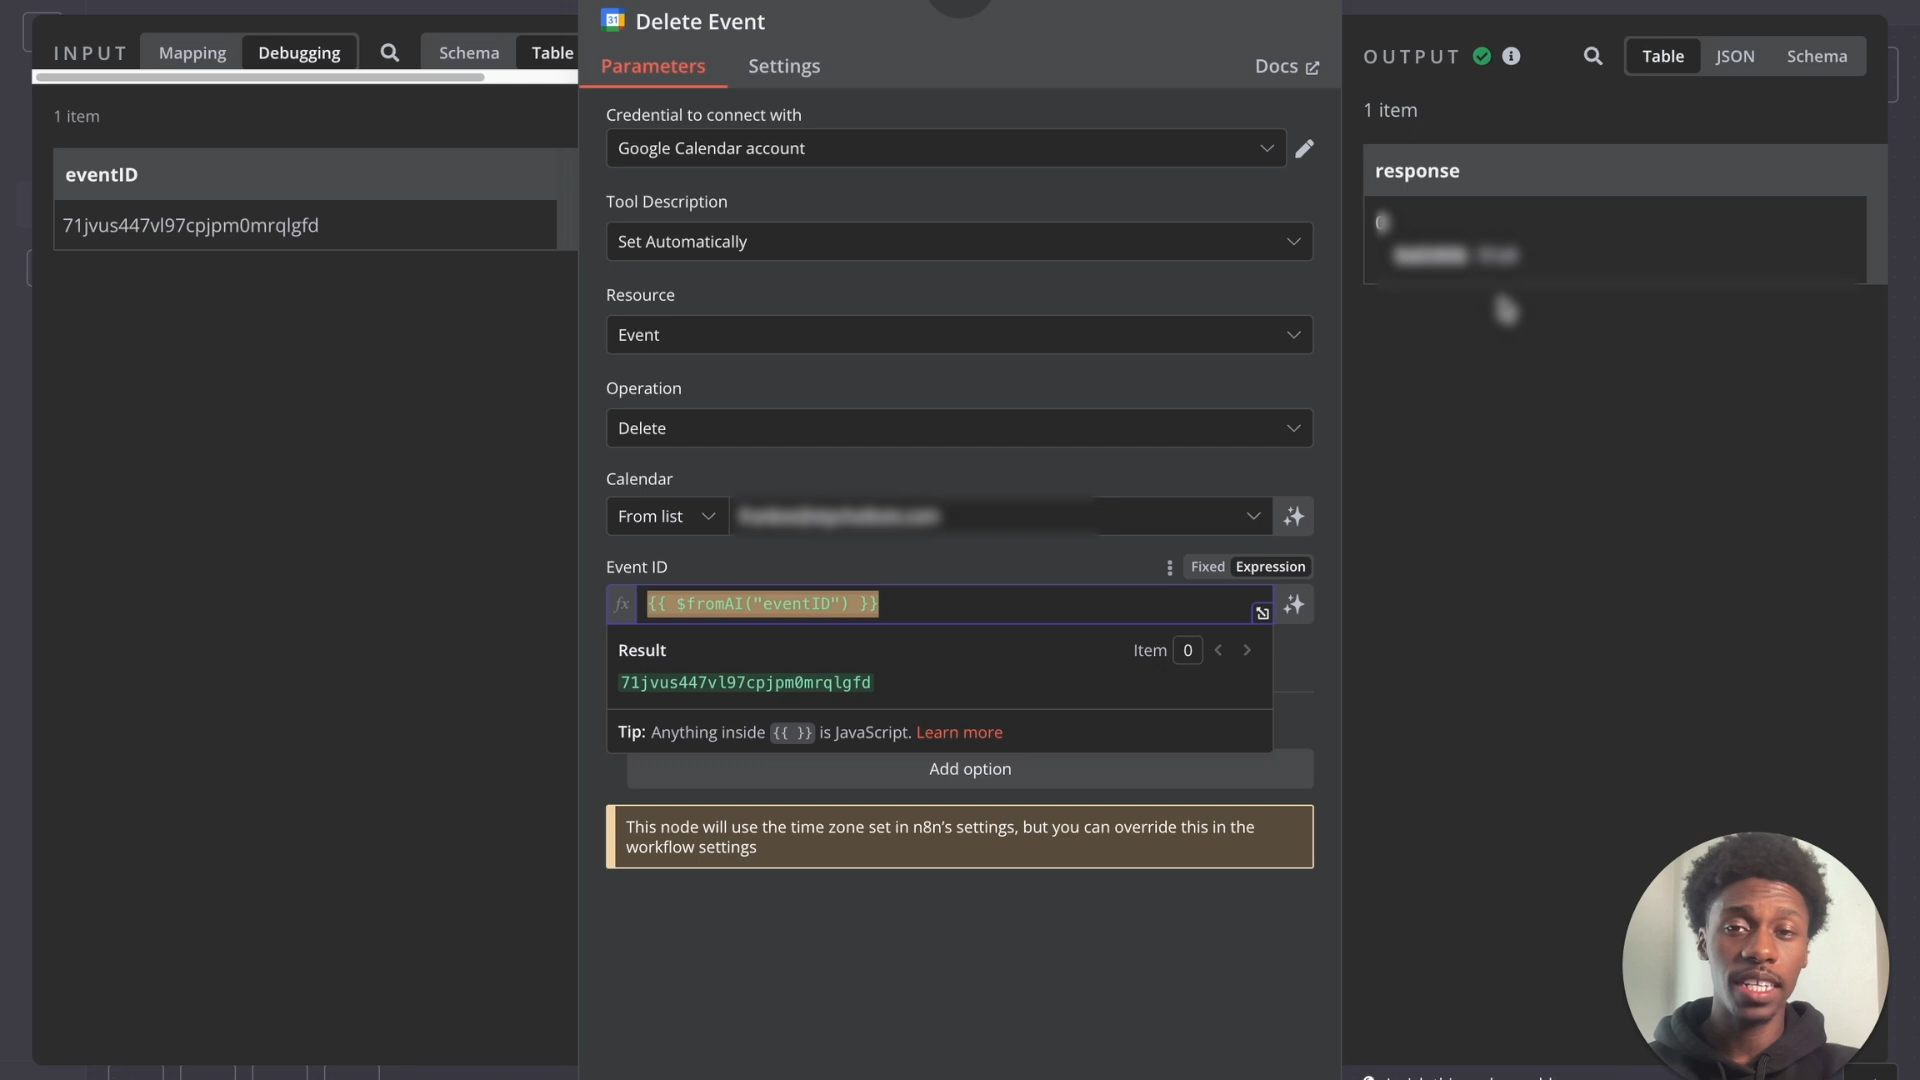 INPUT
Mapping
Debugging
Schema
Table
1 item
eventID
71jvus447vl97cpjpm0mrqlgfd
31
Delete Event
Parameters
Settings
Docs
Credential to connect with
Google Calendar account
Tool Description
Set Automatically
Resource
Event
Operation
Delete
Calendar
From list
Event ID
Fixed
Expression
fx
{{ $fromAI("eventID") }}
Result
Item
0
71jvus447vl97cpjpm0mrqlgfd
Tip: Anything inside {{ }} is JavaScript. Learn more
Add option
This node will use the time zone set in n8n’s settings, but you can override this in the
workflow settings
OUTPUT
Table
JSON
Schema
1 item
response